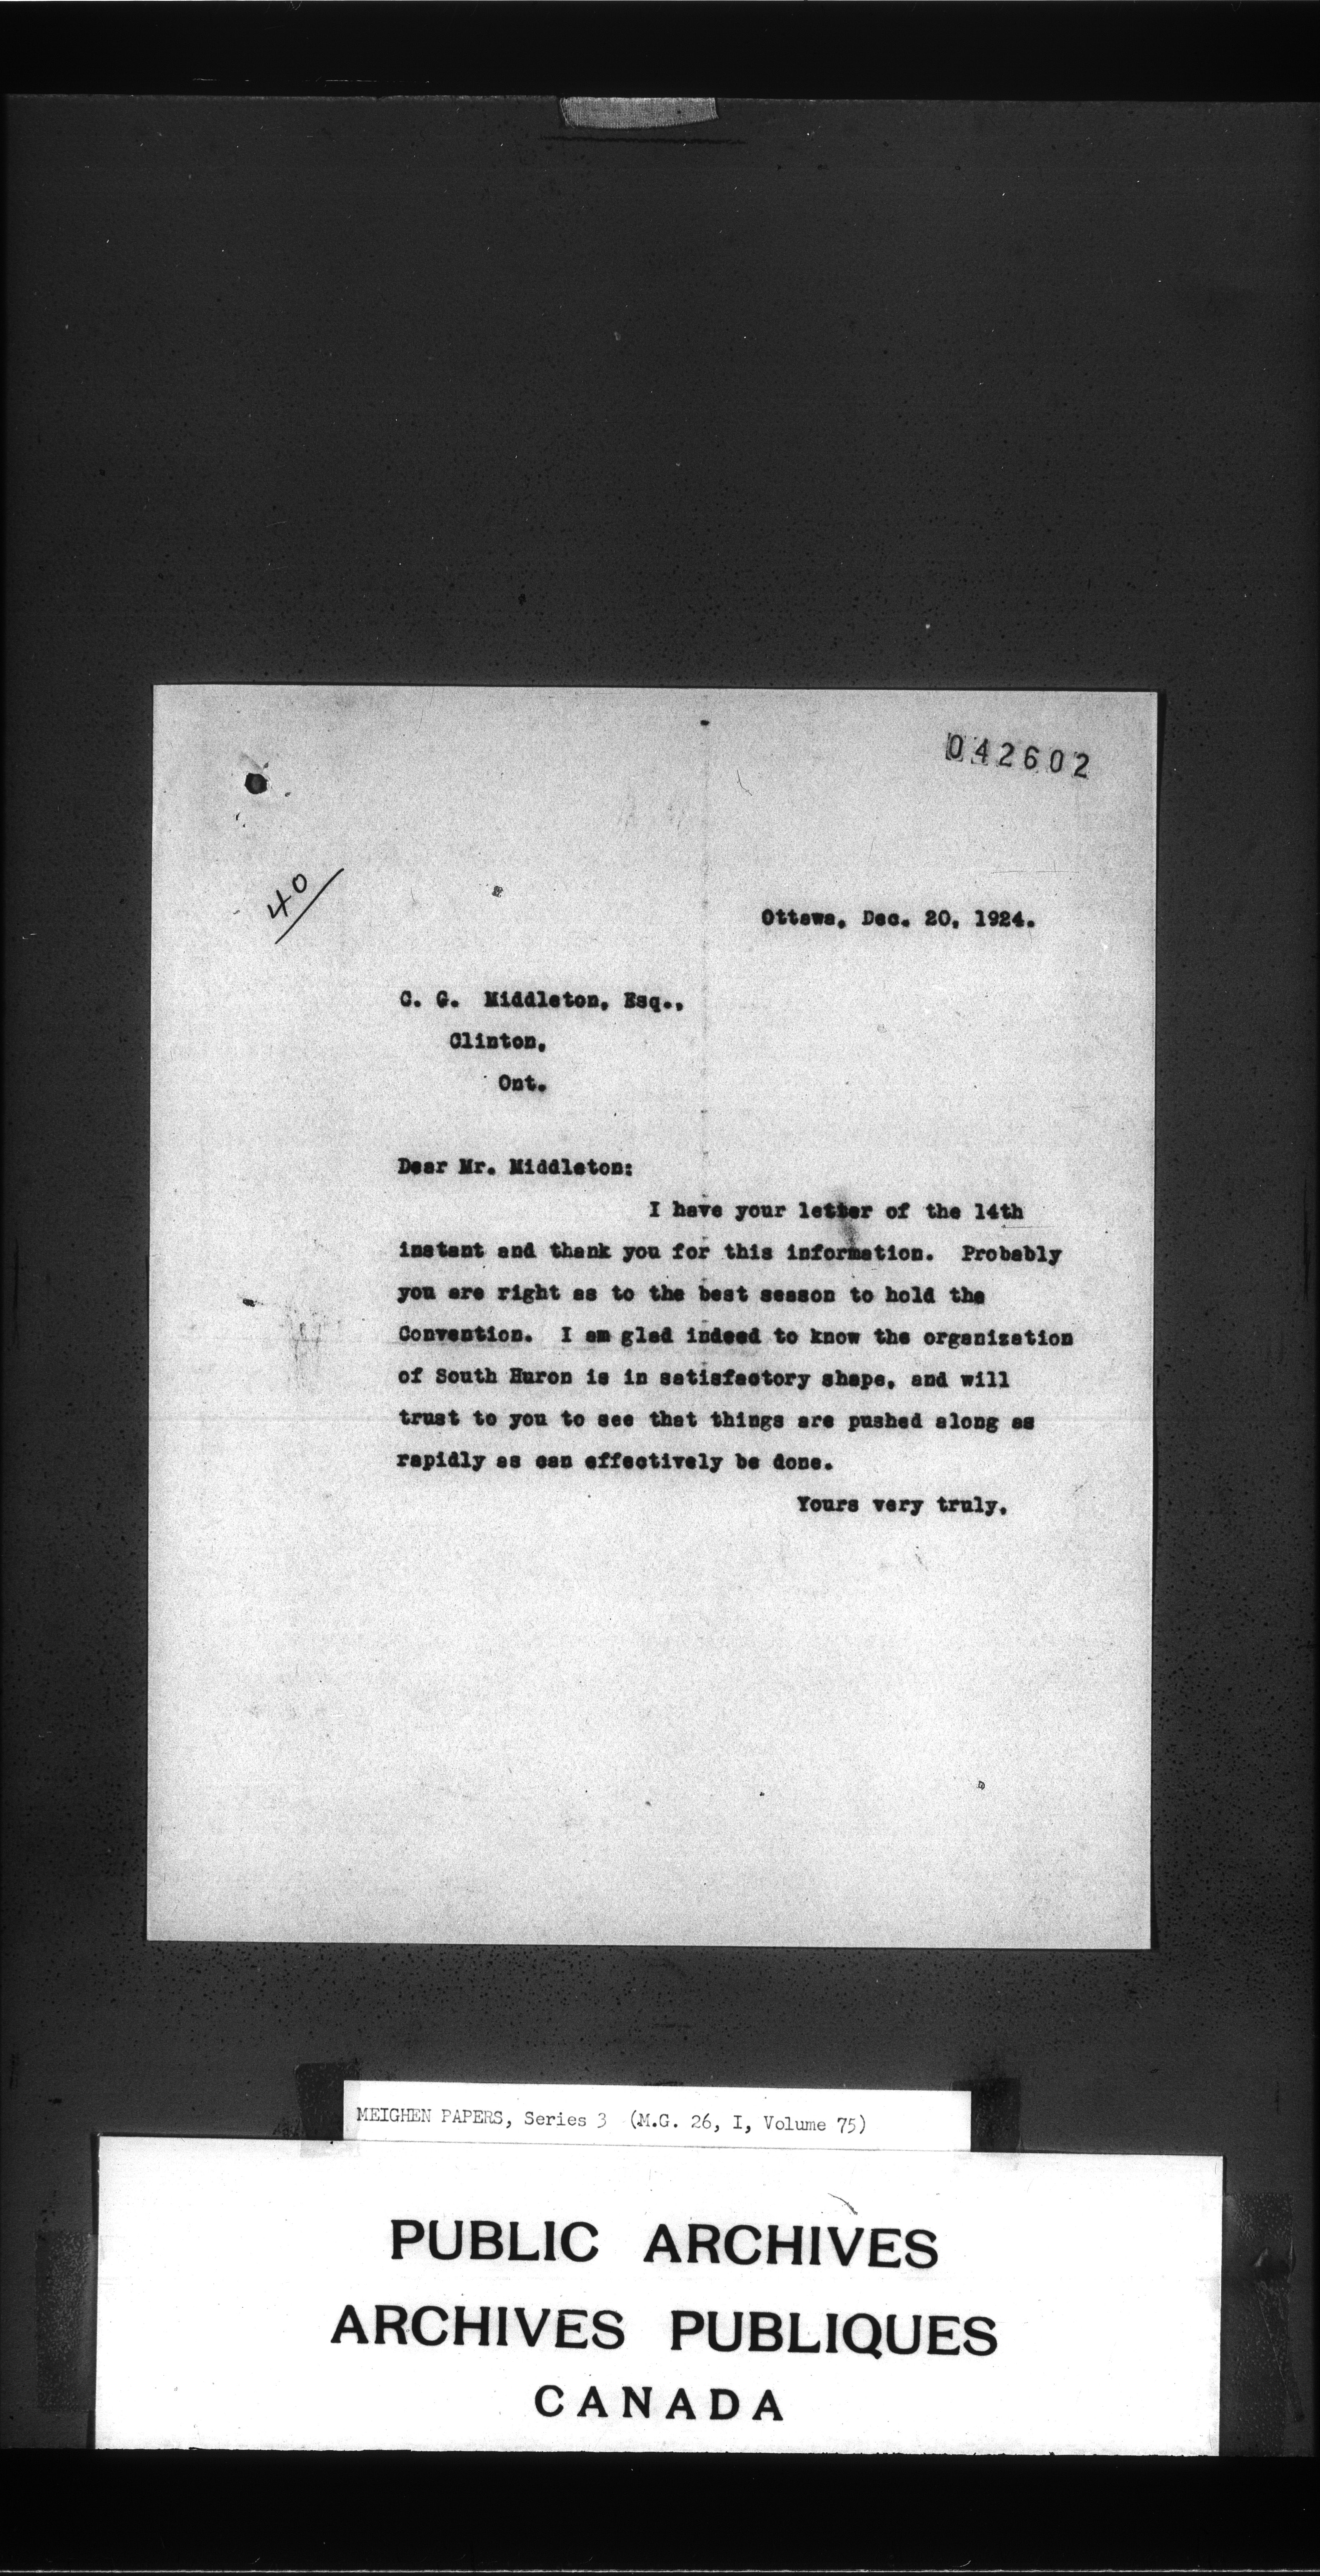 042602
40
Ottawa, Dec. 20, 1924.
C. G. Middleton, Esq.,
Clinton,
Ont.
Dear Mr. Middleton:
I have your letter of the 14th
instant and thank you for this information. Probably
you are right as to the best season to hold the
Convention. I am glad indeed to know the organization
of South Huron is in satisfactory shape, and will
trust to you to see that things are pushed along as
rapidly as can effectively be done.
Yours very truly,
MEIGHEN PAPERS, Series 3 (M.G. 26, I, Volume 75)
PUBLIC ARCHIVES
ARCHIVES PUBLIQUES
CANADA